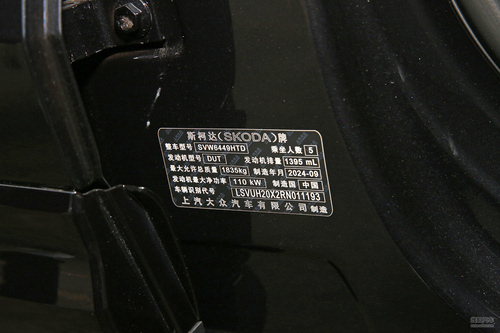 斯柯达(SKODA)牌
整车型号 SVW6449HTD 乘坐人数 5
发动机型号 DUT 发动机排量 1395 mL
最大允许总质量 1835kg 制造年月 2024-09
发动机最大净功率 110 kW 制造国 中国
车辆识别代号 LSVUH20X2RN011193
上汽大众汽车有限公司 制造